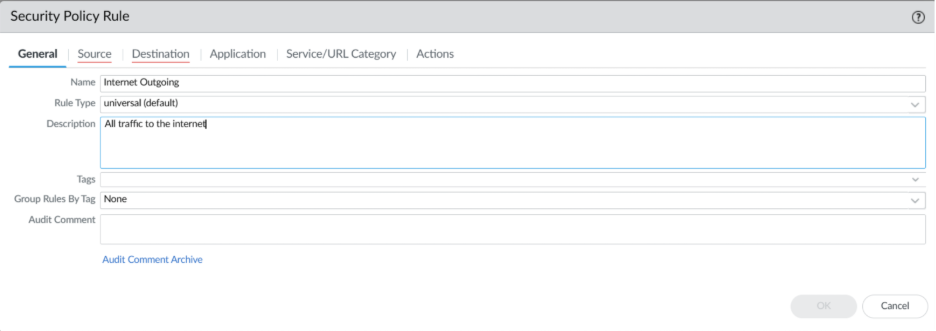 Security Policy Rule
General Source Destination Application Service/URL Category Actions
Name Internet Outgoing
Rule Type universal (default)
Description All traffic to the internet
Tags
Group Rules By Tag None
Audit Comment
Audit Comment Archive
OK Cancel